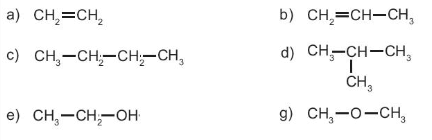 a) CH₂=CH₂
b) CH₂=CH—CH₃
c) CH₃—CH₂—CH₂—CH₃
d) CH₃—CH—CH₃
CH₃
e) CH₃—CH₂—OH
g) CH₃—O—CH₃